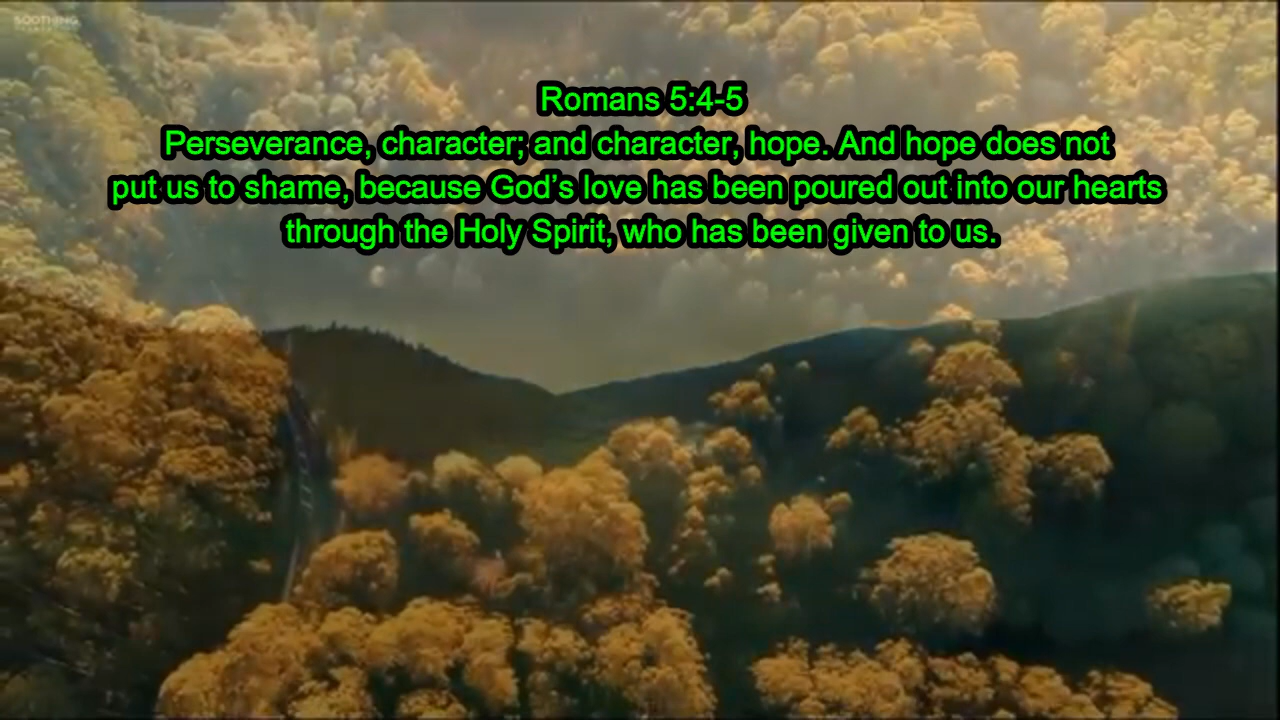 SOOTHING
Romans 5:4-5
Perseverance, character; and character, hope. And hope does not
put us to shame, because God’s love has been poured out into our hearts
through the Holy Spirit, who has been given to us.